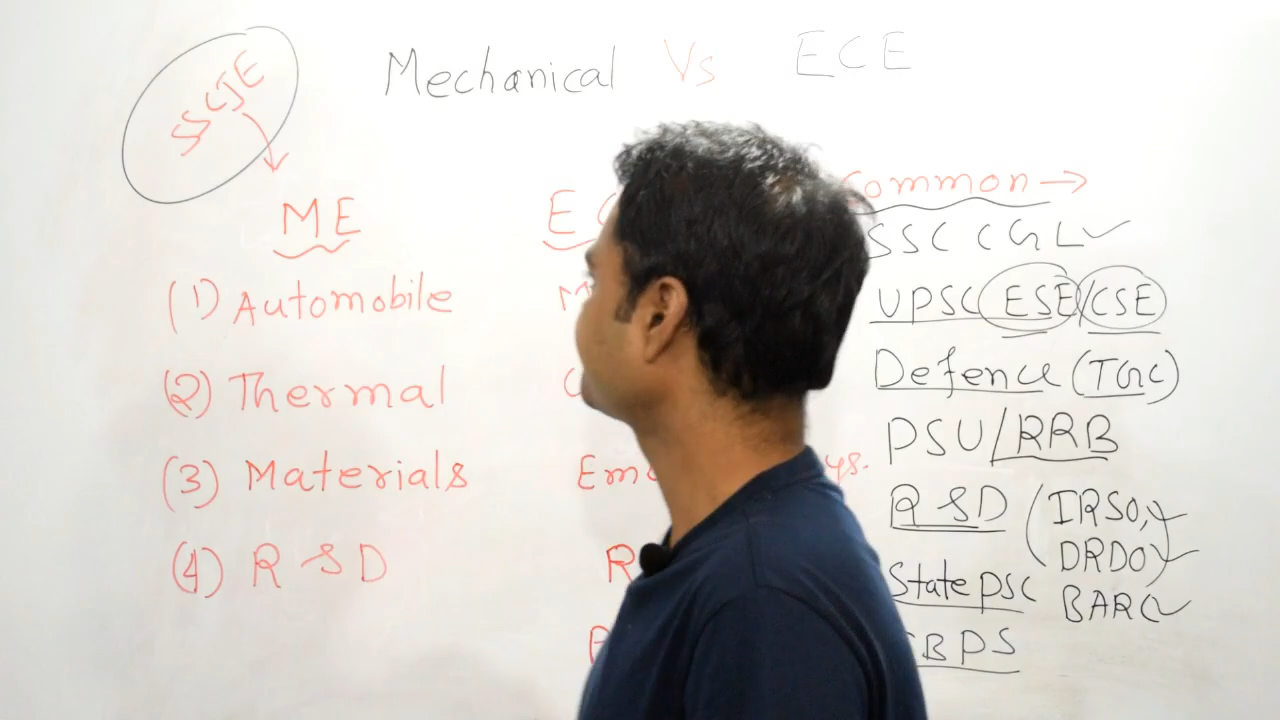 SSCJE
Mechanical Vs ECE
ME
(1) Automobile
(2) Thermal
(3) Materials
(4) R & D
Common →
SSC CGL ✓
UPSC ESE/CSE
Defence (TGC)
PSU/RRB
R & D (IRSO,
DRDO)
BARC
State PSC